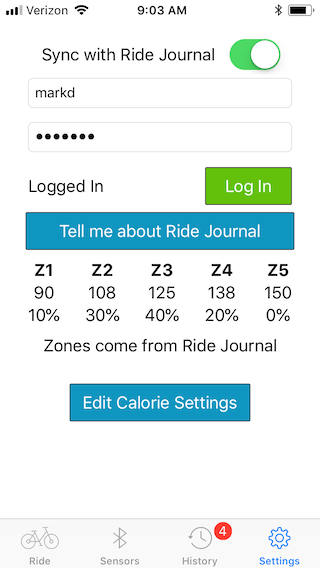 Verizon 9:03 AM
Sync with Ride Journal
markd
•••••••
Logged In Log In
Tell me about Ride Journal
Z1 Z2 Z3 Z4 Z5
90 108 125 138 150
10% 30% 40% 20% 0%
Zones come from Ride Journal
Edit Calorie Settings
4
Ride Sensors History Settings